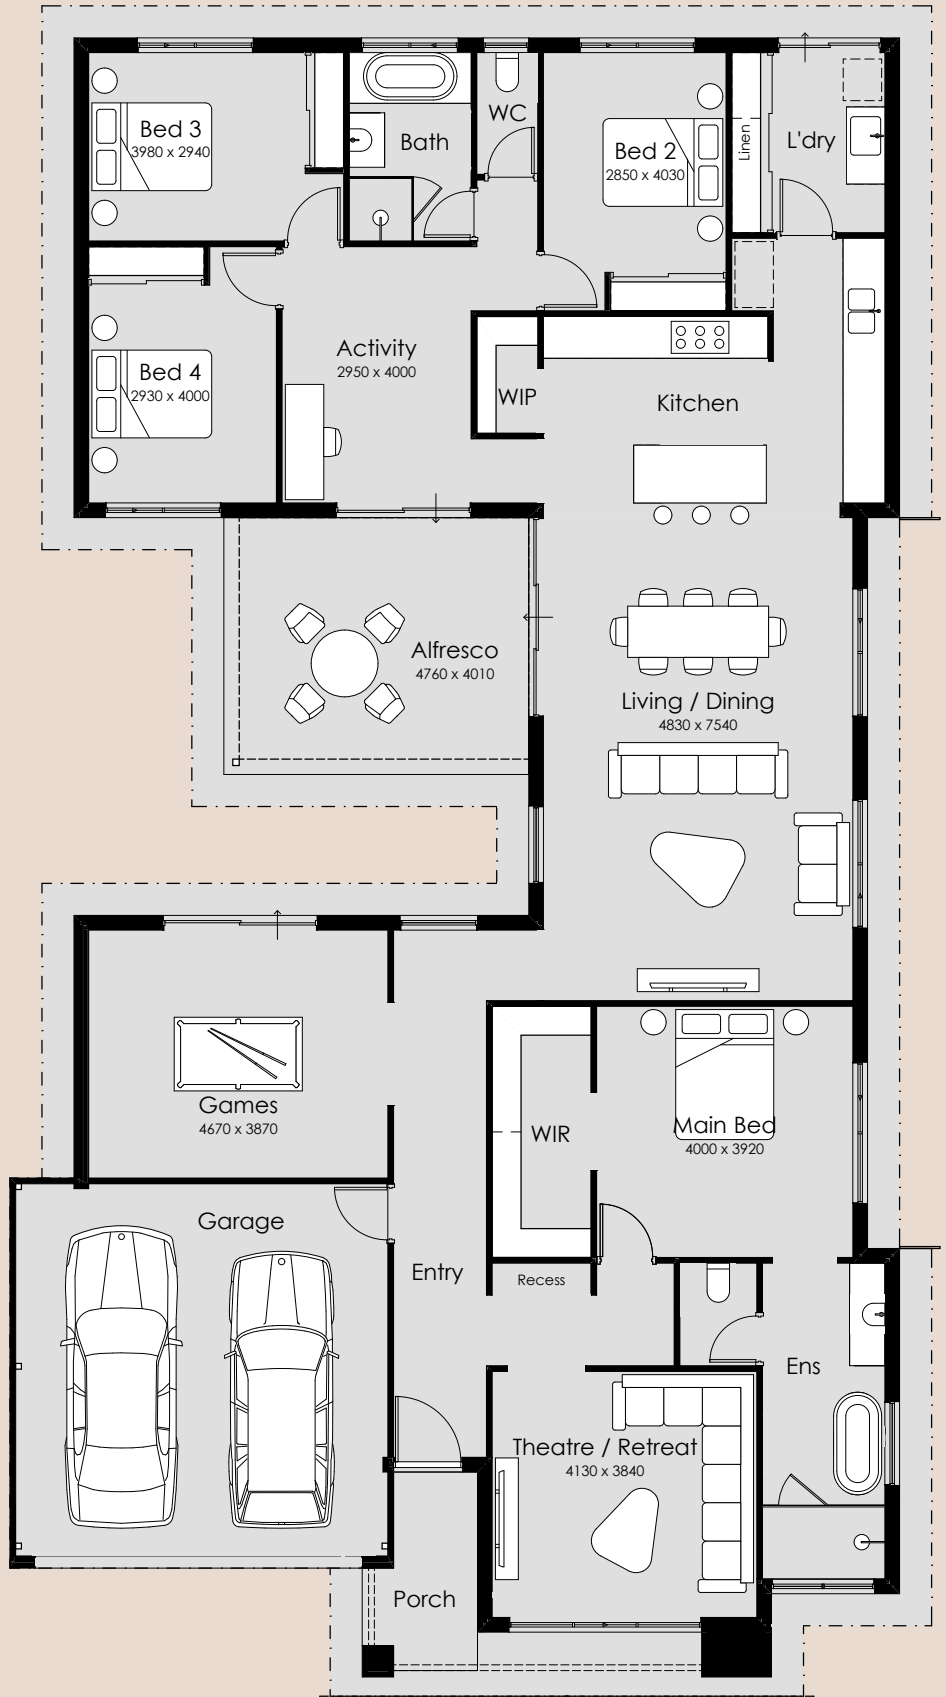 Bed 3
3980 x 2940
Bath
WC
Bed 2
2850 x 4030
Linen
L'dry
Bed 4
2930 x 4000
Activity
2950 x 4000
WIP
Kitchen
Alfresco
4760 x 4010
Living / Dining
4830 x 7540
Games
4670 x 3870
WIR
Main Bed
4000 x 3920
Garage
Entry
Recess
Ens
Theatre / Retreat
4130 x 3840
Porch